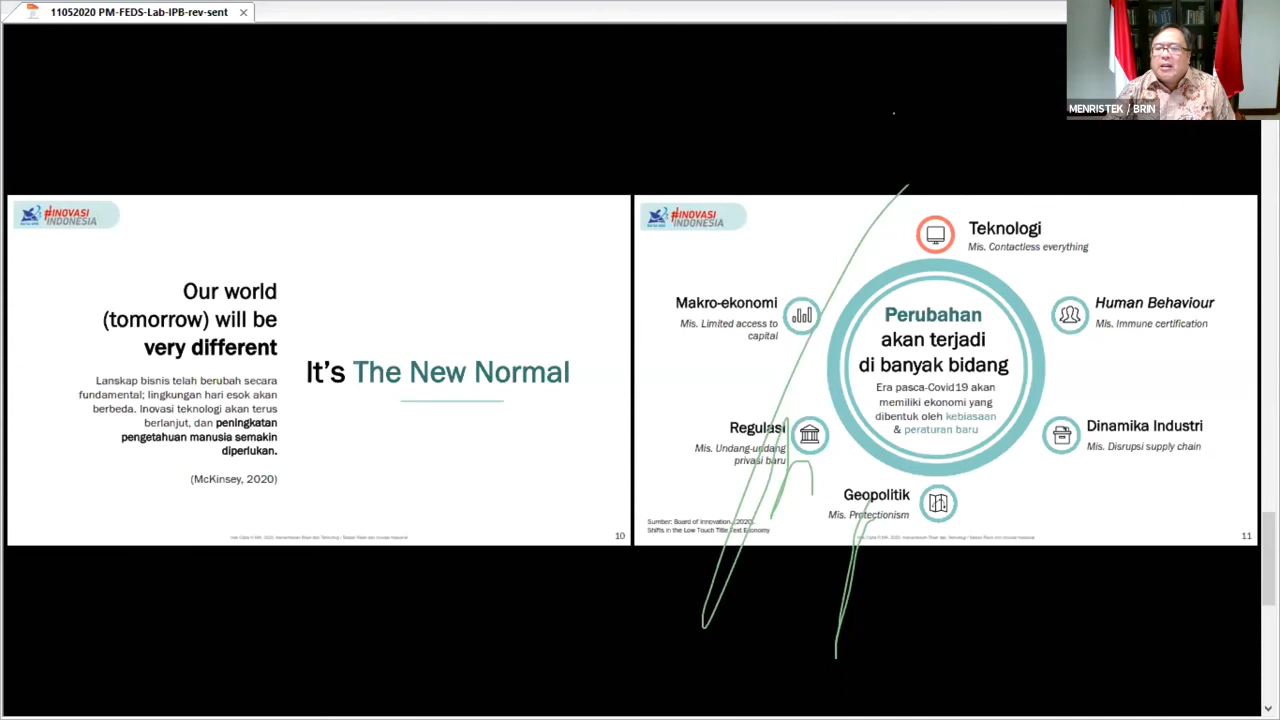 11052020 PM-FEDS-Lab-IPB-rev-sent
MENRISTEK / BRIN
#INOVASI
INDONESIA
Our world
(tomorrow) will be
very different
Lanskap bisnis telah berubah secara
fundamental; lingkungan hari esok akan
berbeda. Inovasi teknologi akan terus
berlanjut, dan peningkatan
pengetahuan manusia semakin
diperlukan.
(McKinsey, 2020)
It's The New Normal
10
#INOVASI
INDONESIA
Teknologi
Mis. Contactless everything
Makro-ekonomi
Mis. Limited access to
capital
Human Behaviour
Mis. Immune certification
Perubahan
akan terjadi
di banyak bidang
Era pasca-Covid19 akan
memiliki ekonomi yang
dibentuk oleh kebiasaan
& peraturan baru
Regulasi
Mis. Undang-undang
privasi baru
Dinamika Industri
Mis. Disrupsi supply chain
Geopolitik
Mis. Protectionism
Sumber: Board of Innovation, (2020).
Shifts in the Low Touch Economy
11